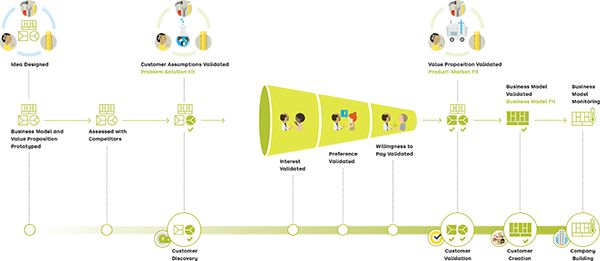 Idea Designed
Customer Assumptions Validated
Problem-Solution Fit
Value Proposition Validated
Product-Market Fit
Business Model
Validated
Business Model Fit
Business
Model
Monitoring
Business Model and
Value Proposition
Prototyped
Assessed with
Competitors
Interest
Validated
Preference
Validated
Willingness to
Pay Validated
Customer
Discovery
Customer
Validation
Customer
Creation
Company
Building